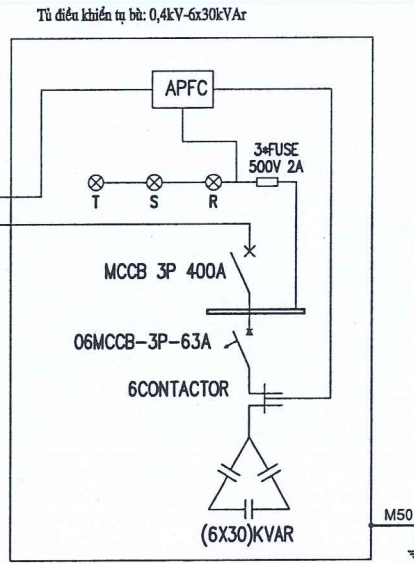 Tủ điều khiển tụ bù: 0,4kV-6x30kVAr
APFC
3*FUSE
500V 2A
T S R
MCCB 3P 400A
06MCCB-3P-63A
6CONTACTOR
(6X30)KVAR
M50